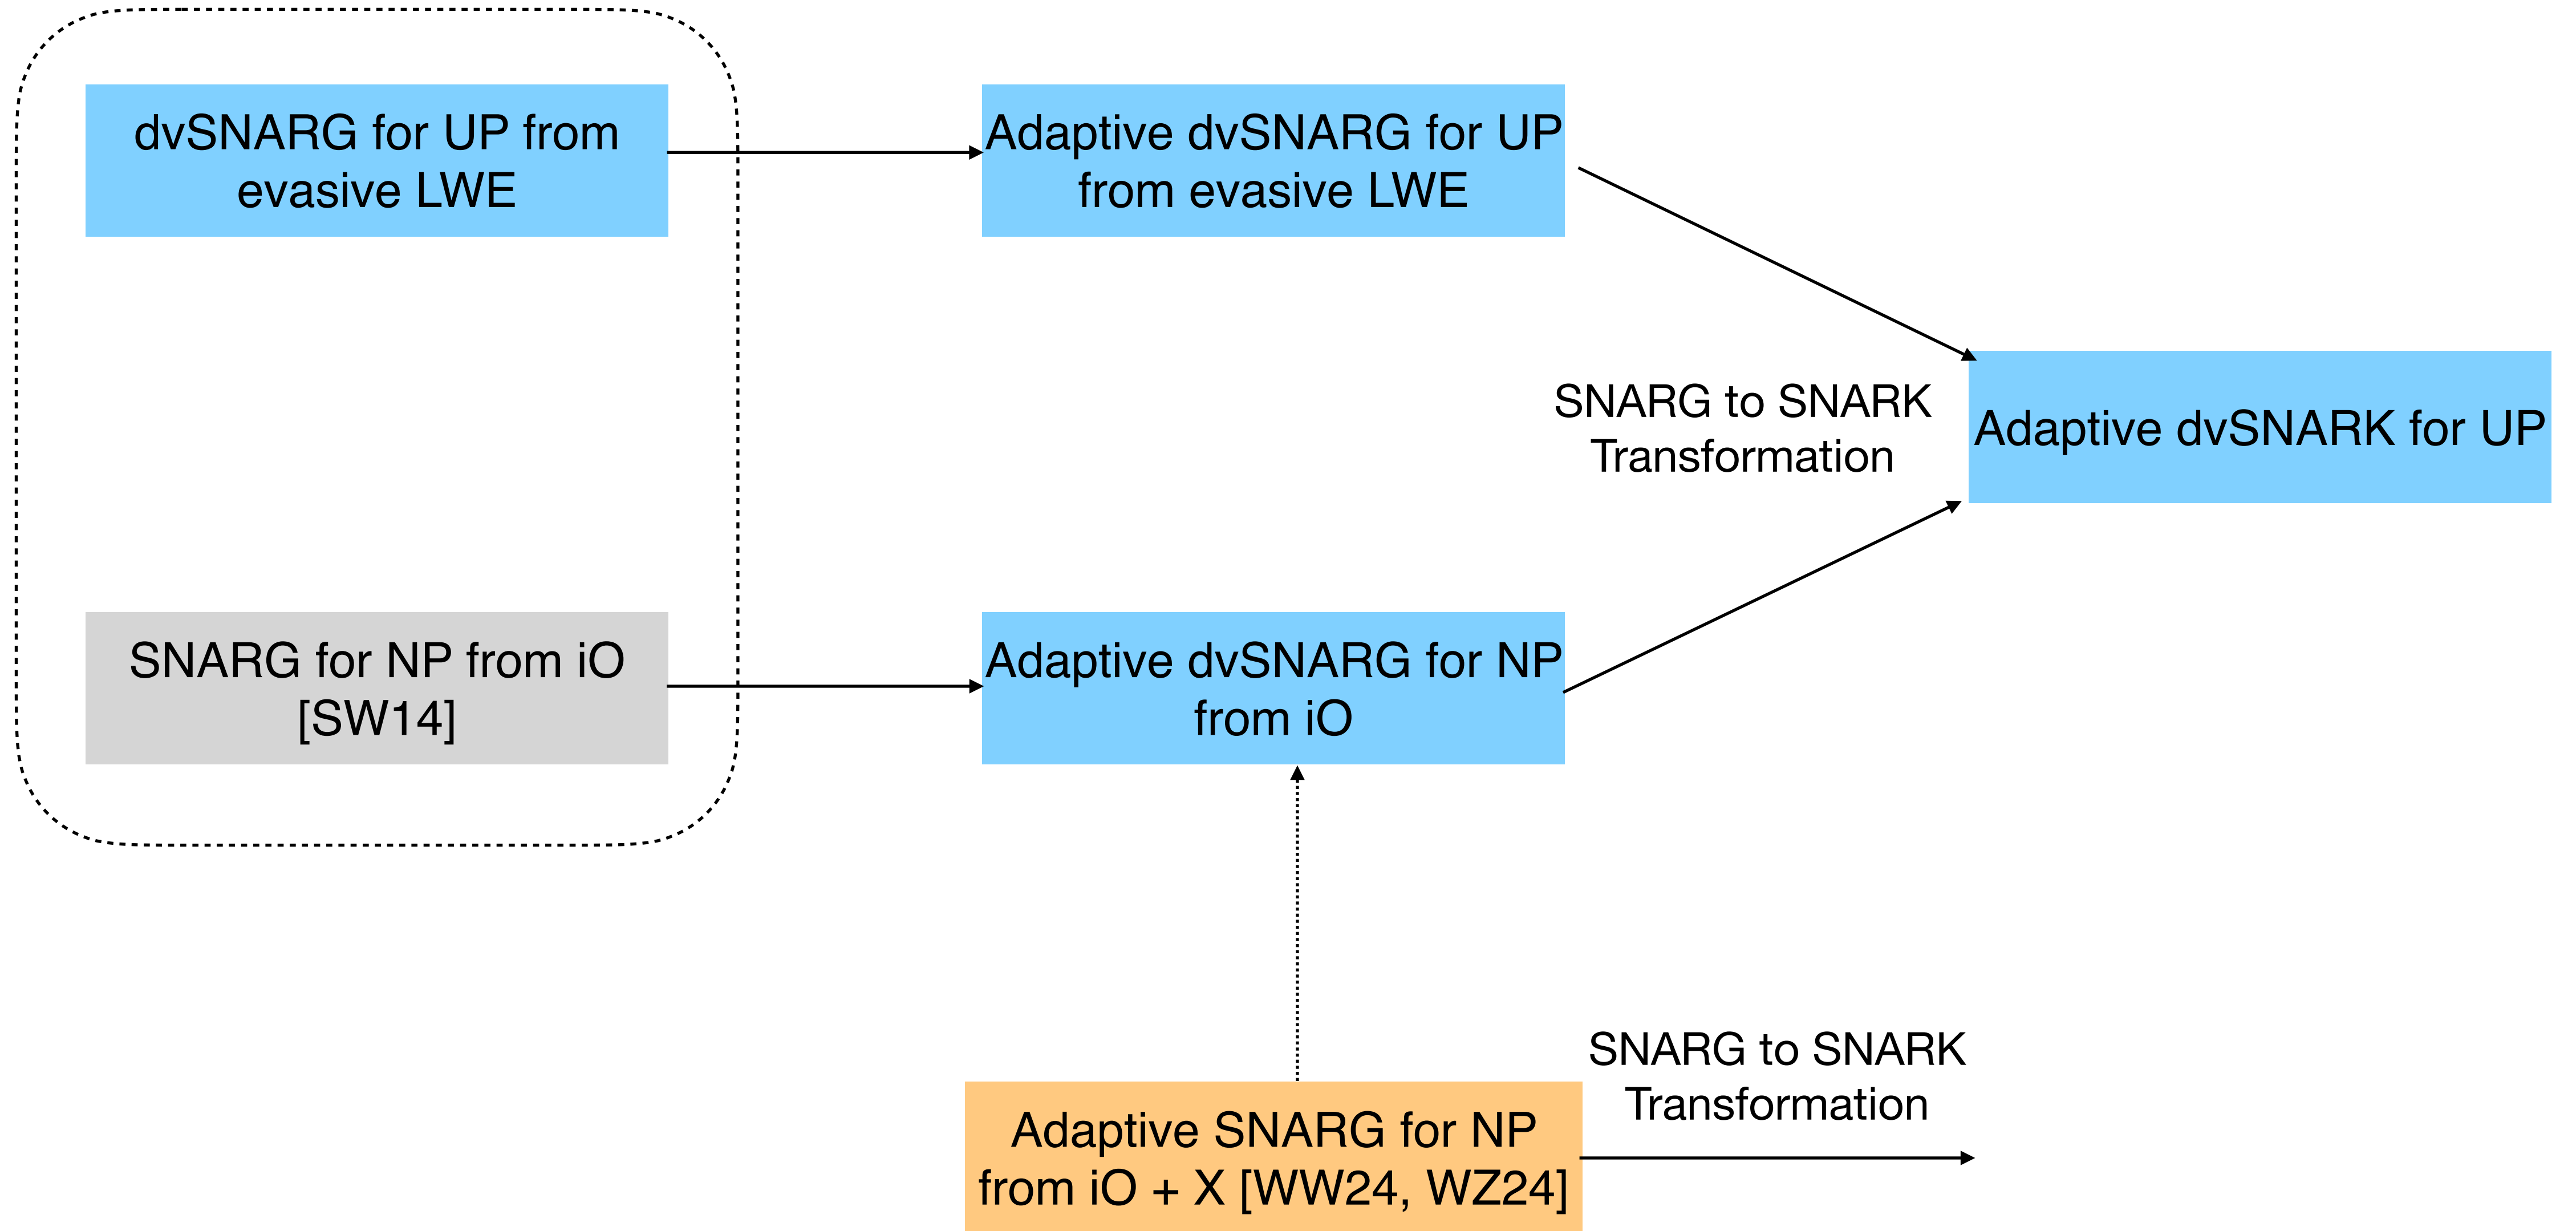 dvSNARG for UP from
evasive LWE
Adaptive dvSNARG for UP
from evasive LWE
SNARG to SNARK
Transformation
Adaptive dvSNARK for UP
SNARG for NP from iO
[SW14]
Adaptive dvSNARG for NP
from iO
SNARG to SNARK
Transformation
Adaptive SNARG for NP
from iO + X [WW24, WZ24]